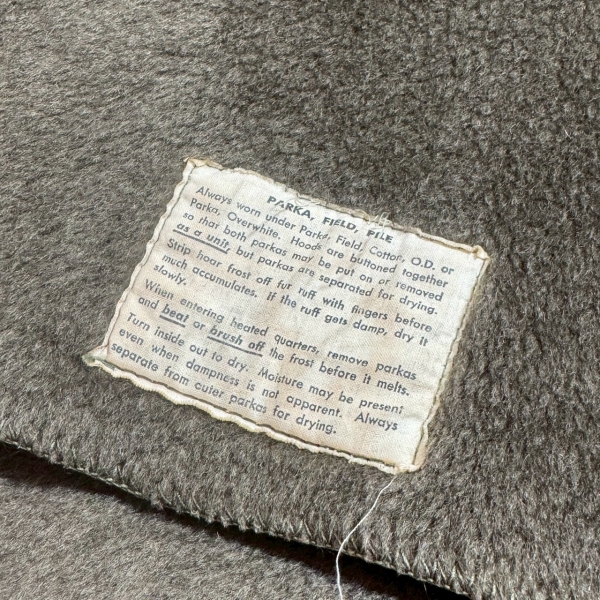 PARKA, FIELD, PILE
Always worn under Parka, Field, Cotton, O.D. or
Parka, Overwhite. Hoods are buttoned together
so that both parkas may be put on or removed
as a unit, but parkas are separated for drying.
Strip hoar frost off fur ruff with fingers before
much accumulates. If the ruff gets damp, dry it
slowly.
When entering heated quarters, remove parkas
and beat or brush off the frost before it melts.
Turn inside out to dry. Moisture may be present
even when dampness is not apparent. Always
separate from outer parkas for drying.